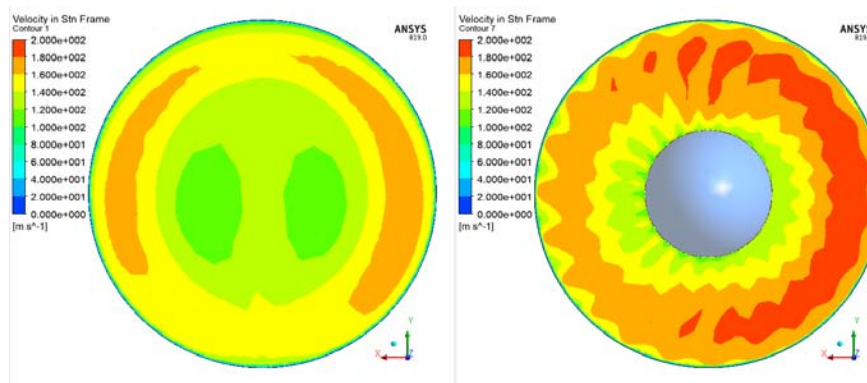 Velocity in Stn Frame
Contour 1
2.000e+002
1.800e+002
1.600e+002
1.400e+002
1.200e+002
1.000e+002
8.000e+001
6.000e+001
4.000e+001
2.000e+001
0.000e+000
[m s^-1]
ANSYS
R19.0
Y
X
Z
Velocity in Stn Frame
Contour 7
2.000e+002
1.800e+002
1.600e+002
1.400e+002
1.200e+002
1.000e+002
8.000e+001
6.000e+001
4.000e+001
2.000e+001
0.000e+000
[m s^-1]
ANSYS
Y
X
Z